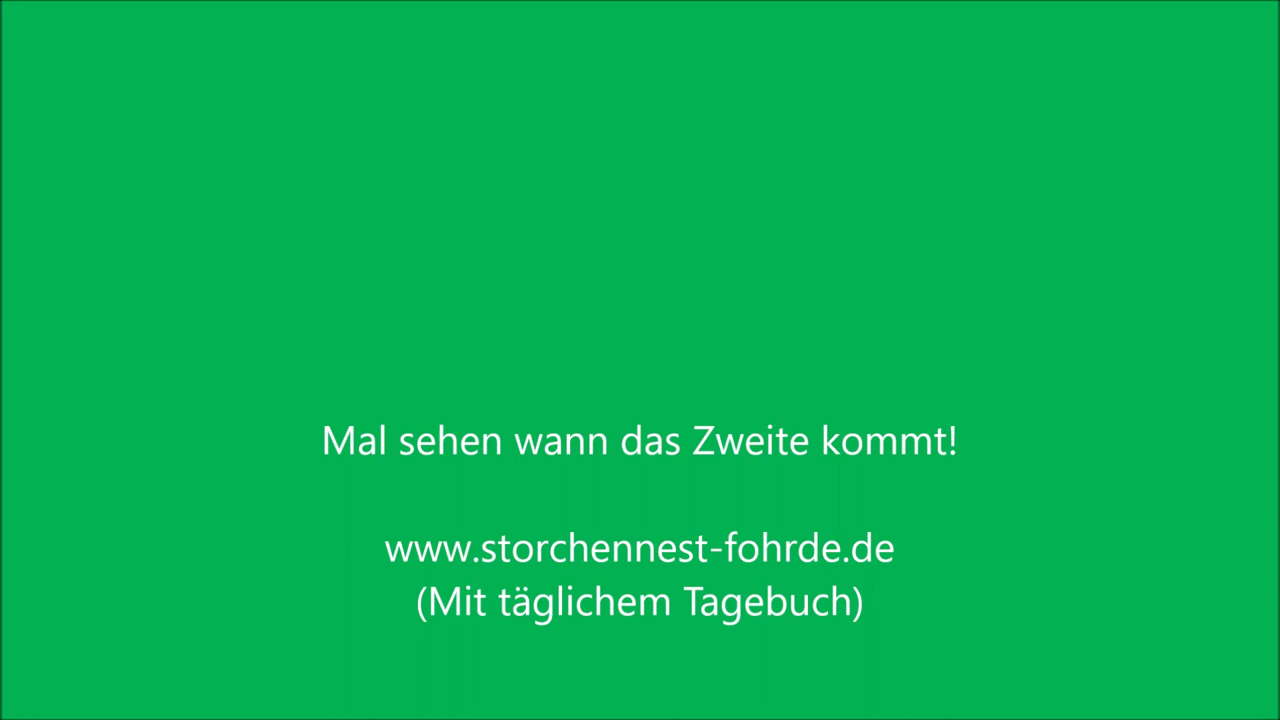 Mal sehen wann das Zweite kommt!
www.storchennest-fohrde.de
(Mit täglichem Tagebuch)